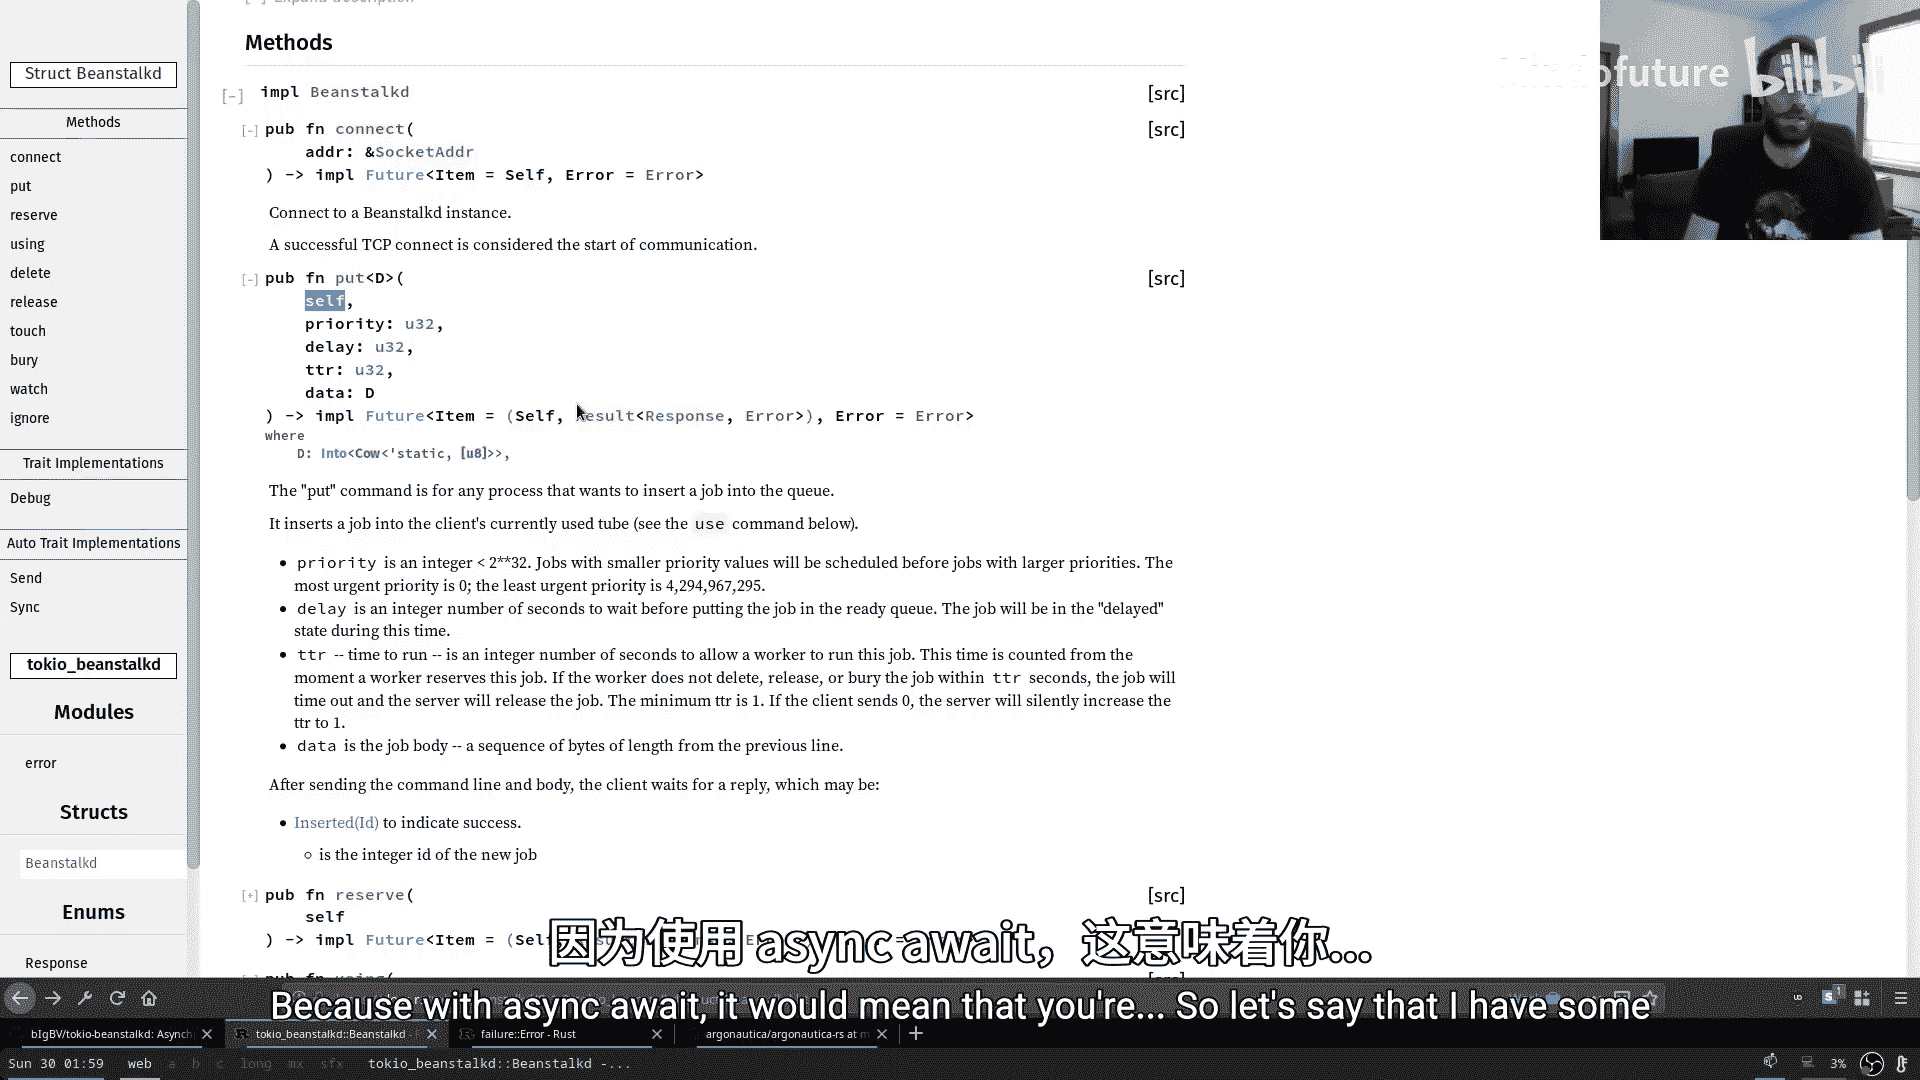 Struct Beanstalkd
Methods
connect
put
reserve
using
delete
release
touch
bury
watch
ignore
Trait Implementations
Debug
Auto Trait Implementations
Send
Sync
tokio_beanstalkd
Modules
error
Structs
Beanstalkd
Enums
Response
Methods
[-] impl Beanstalkd [src]
[-] pub fn connect( [src]
addr: &SocketAddr
) -> impl Future<Item = Self, Error = Error>
Connect to a Beanstalkd instance.
A successful TCP connect is considered the start of communication.
[-] pub fn put<D>( [src]
self,
priority: u32,
delay: u32,
ttr: u32,
data: D
) -> impl Future<Item = (Self, Result<Response, Error>), Error = Error>
where
D: Into<Cow<'static, [u8]>>,
The "put" command is for any process that wants to insert a job into the queue.
It inserts a job into the client's currently used tube (see the use command below).
• priority is an integer < 2**32. Jobs with smaller priority values will be scheduled before jobs with larger priorities. The
most urgent priority is 0; the least urgent priority is 4,294,967,295.
• delay is an integer number of seconds to wait before putting the job in the ready queue. The job will be in the "delayed"
state during this time.
• ttr -- time to run -- is an integer number of seconds to allow a worker to run this job. This time is counted from the
moment a worker reserves this job. If the worker does not delete, release, or bury the job within ttr seconds, the job will
time out and the server will release the job. The minimum ttr is 1. If the client sends 0, the server will silently increase the
ttr to 1.
• data is the job body -- a sequence of bytes of length from the previous line.
After sending the command line and body, the client waits for a reply, which may be:
• Inserted(Id) to indicate success.
○ is the integer id of the new job
[+] pub fn reserve( [src]
self
) -> impl Future<Item = (Self
因为使用 async await，这意味着你...
Because with async await, it would mean that you're... So let's say that I have some
bIgBV/tokio-beanstalkd: Asynch
tokio_beanstalkd::Beanstalkd
failure::Error - Rust
argonautica/argonautica-rs at m
Sun 30 01:59 web a b c long mx sfx tokio_beanstalkd::Beanstalkd -...
3%
bilibili